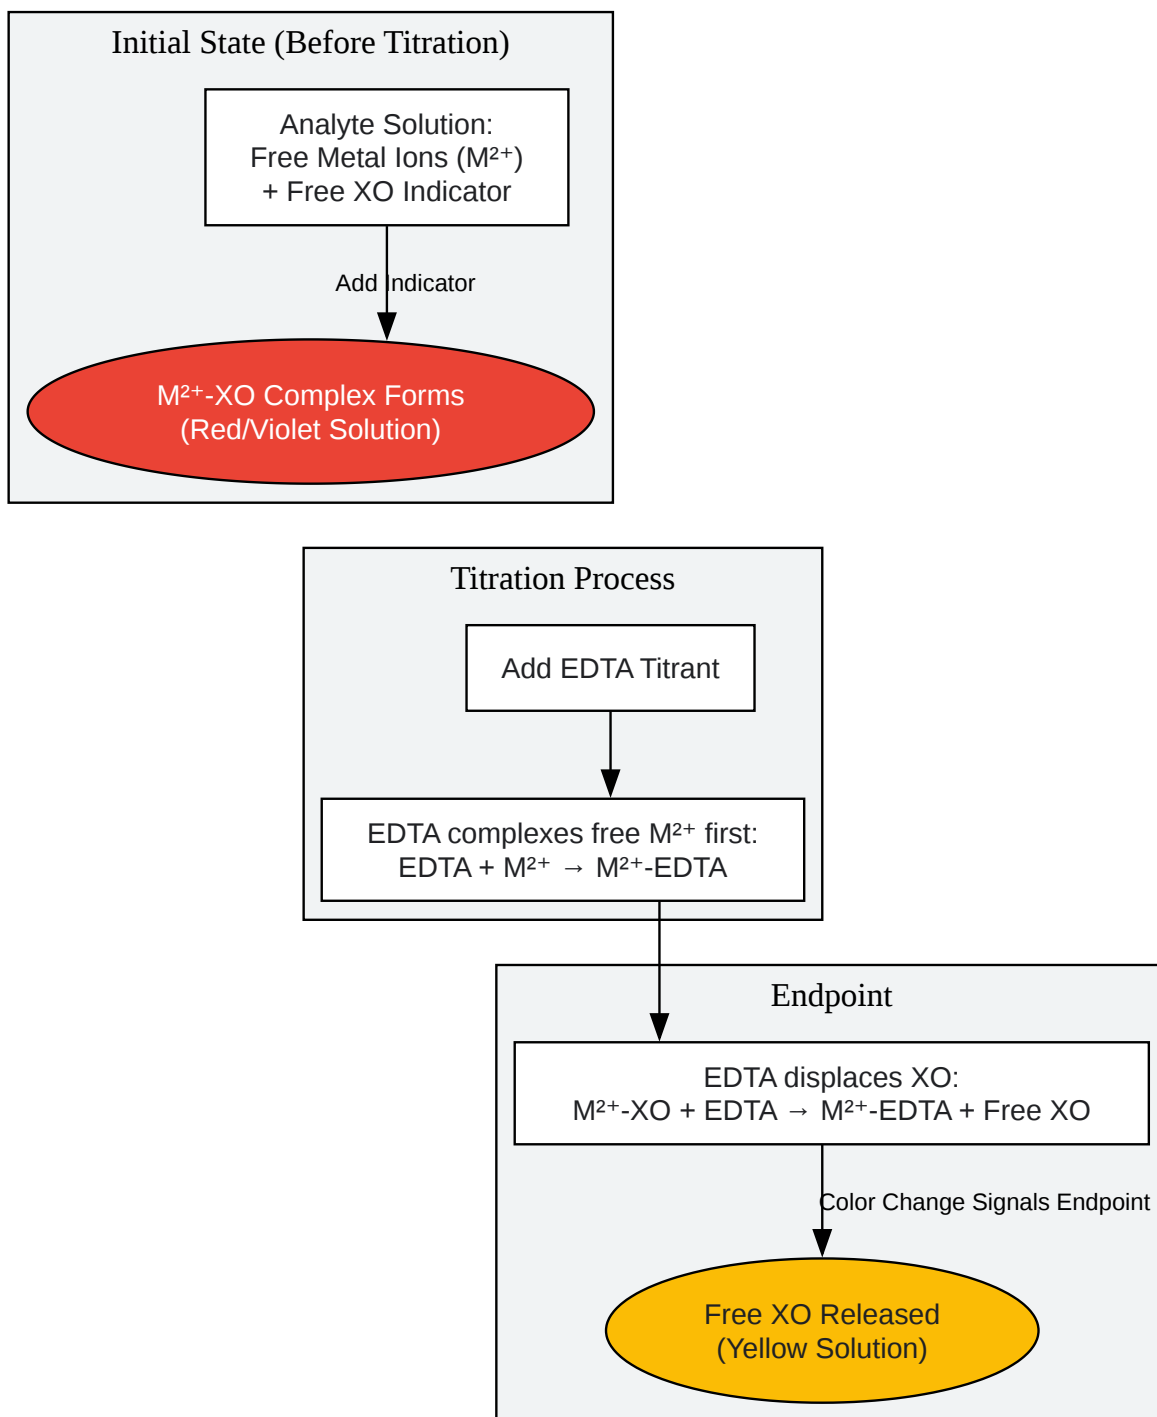 Initial State (Before Titration)
Analyte Solution:
Free Metal Ions (M²⁺)
+ Free XO Indicator
Add Indicator
M²⁺-XO Complex Forms
(Red/Violet Solution)
Titration Process
Add EDTA Titrant
EDTA complexes free M²⁺ first:
EDTA + M²⁺ → M²⁺-EDTA
Endpoint
EDTA displaces XO:
M²⁺-XO + EDTA → M²⁺-EDTA + Free XO
Color Change Signals Endpoint
Free XO Released
(Yellow Solution)